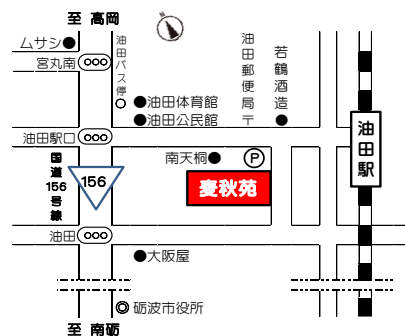 至 高岡
ムサシ●
宮丸南
油田バス停
●油田体育館
●油田公民館
油田郵便局〒
若鶴酒造●
油田駅口
油田駅
国道156号線
156
南天桐●
P
麦秋苑
油田
●大阪屋
◎砺波市役所
至 南砺